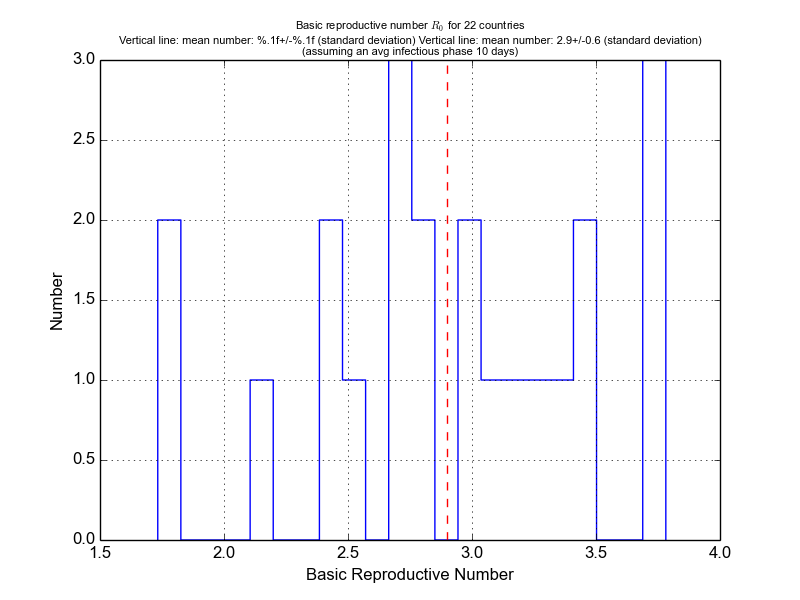 Basic reproductive number R₀ for 22 countries
Vertical line: mean number: %.1f+/-%.1f (standard deviation) Vertical line: mean number: 2.9+/-0.6 (standard deviation)
(assuming an avg infectious phase 10 days)
3.0
2.5
2.0
1.5
1.0
0.5
0.0
Number
1.5 2.0 2.5 3.0 3.5 4.0
Basic Reproductive Number